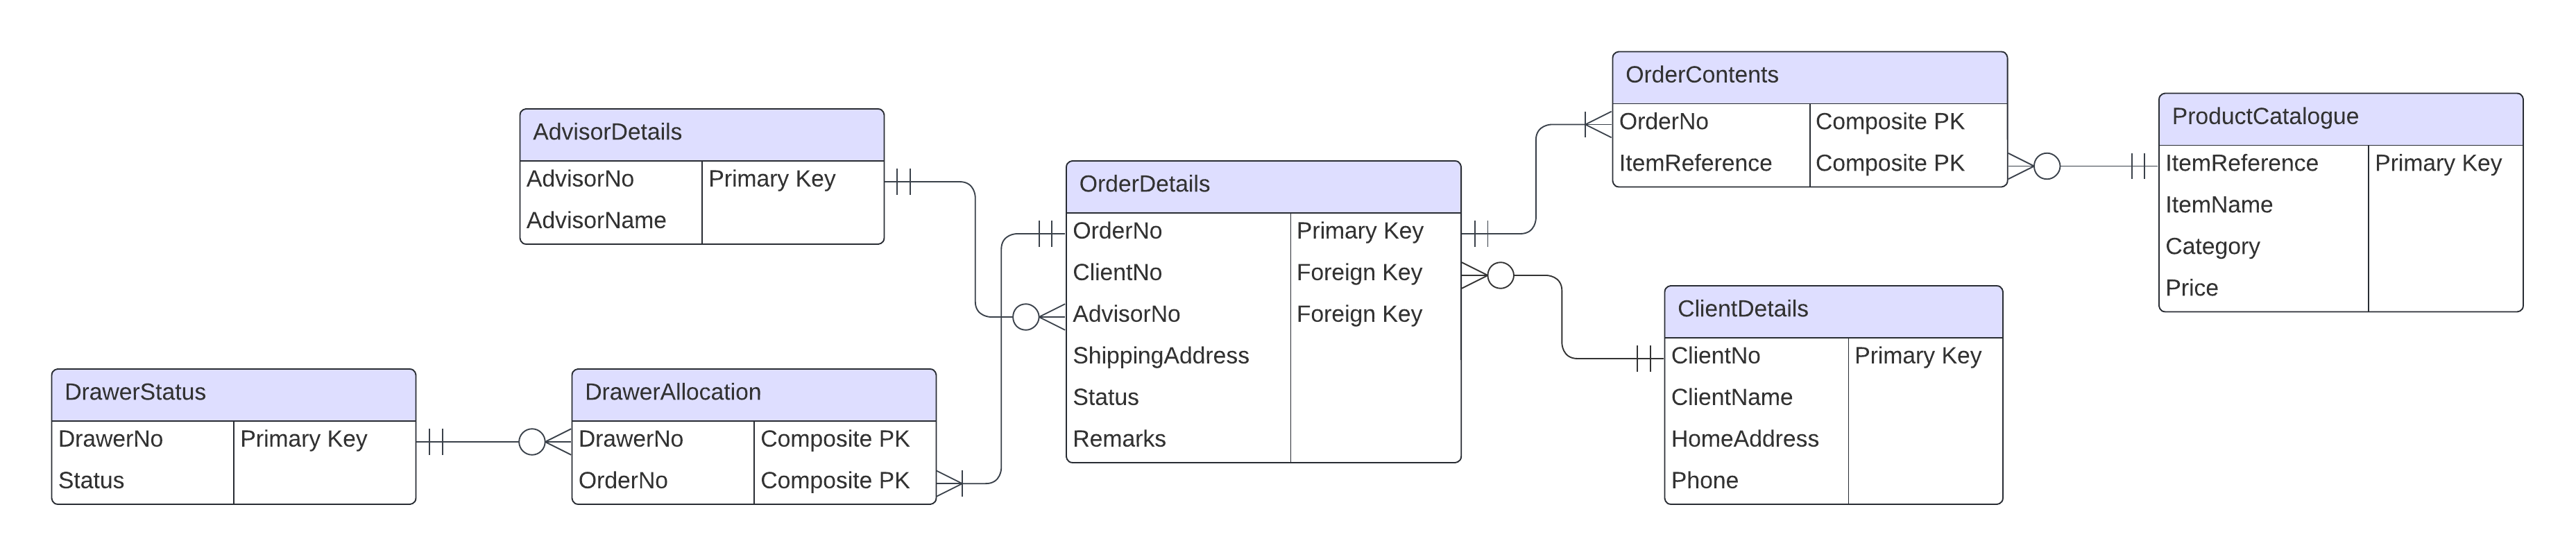 AdvisorDetails
AdvisorNo Primary Key
AdvisorName
DrawerStatus
DrawerNo Primary Key
Status
DrawerAllocation
DrawerNo Composite PK
OrderNo Composite PK
OrderDetails
OrderNo Primary Key
ClientNo Foreign Key
AdvisorNo Foreign Key
ShippingAddress
Status
Remarks
OrderContents
OrderNo Composite PK
ItemReference Composite PK
ClientDetails
ClientNo Primary Key
ClientName
HomeAddress
Phone
ProductCatalogue
ItemReference Primary Key
ItemName
Category
Price